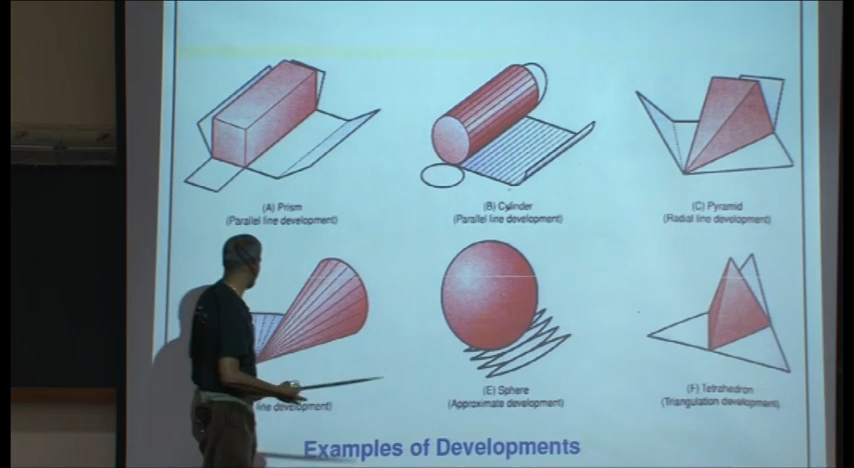 (A) Prism
(Parallel line development)
(B) Cylinder
(Parallel line development)
(C) Pyramid
(Radial line development)
line development)
(E) Sphere
(Approximate development)
(F) Tetrahedron
(Triangulation development)
Examples of Developments